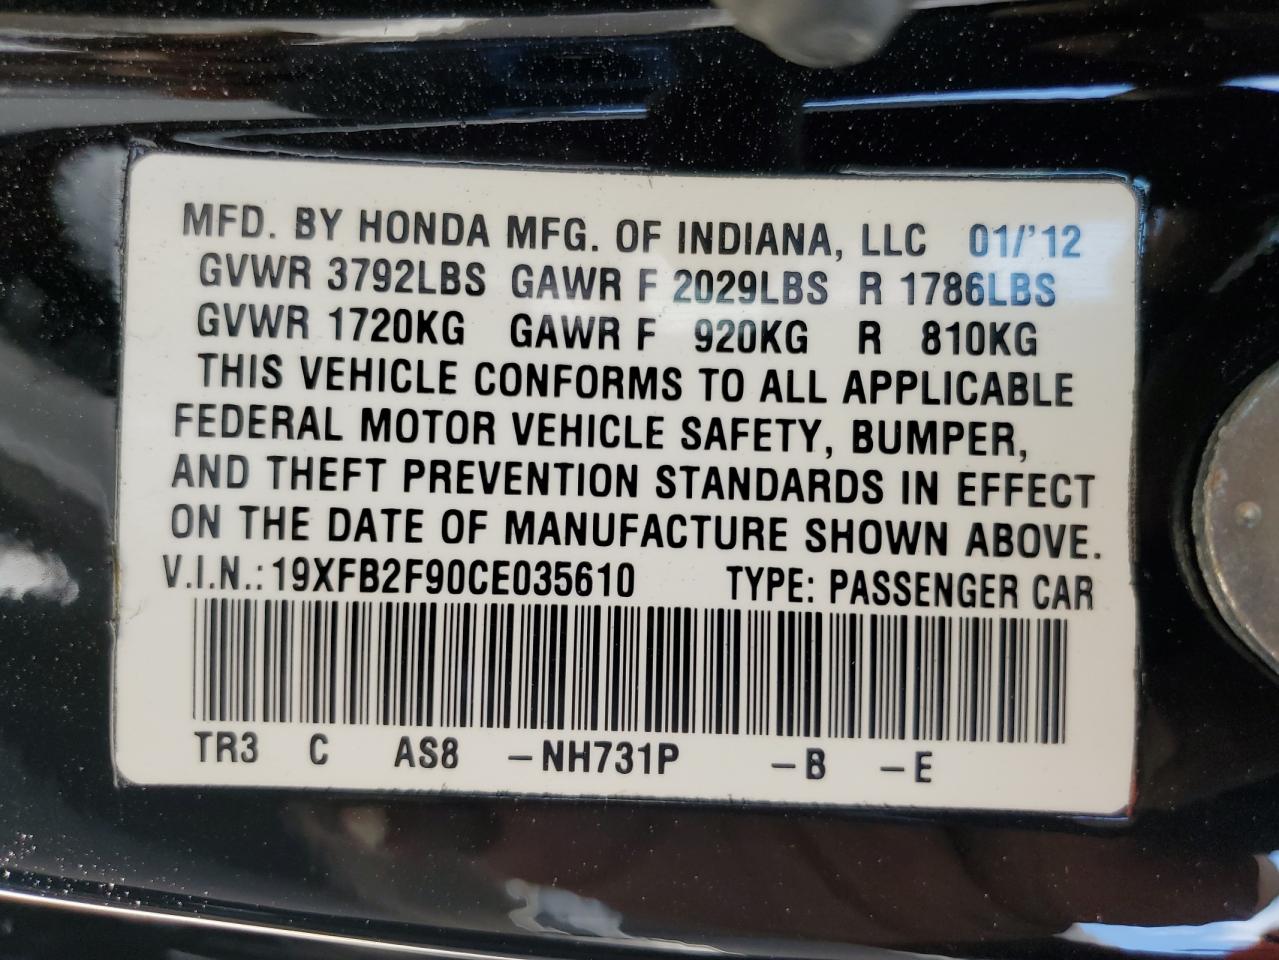 MFD. BY HONDA MFG. OF INDIANA, LLC 01/'12
GVWR 3792LBS GAWR F 2029LBS R 1786LBS
GVWR 1720KG GAWR F 920KG R 810KG
THIS VEHICLE CONFORMS TO ALL APPLICABLE
FEDERAL MOTOR VEHICLE SAFETY, BUMPER,
AND THEFT PREVENTION STANDARDS IN EFFECT
ON THE DATE OF MANUFACTURE SHOWN ABOVE.
V.I.N.: 19XFB2F90CE035610 TYPE: PASSENGER CAR
TR3 C AS8 –NH731P –B –E